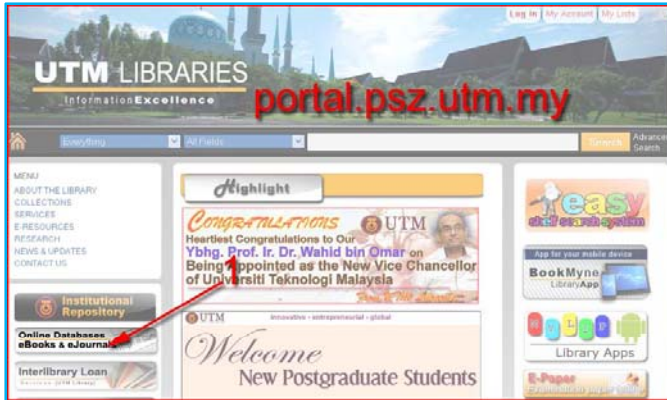 Log in | My Account | My Lists
UTM LIBRARIES
InformationExcellence
portal.psz.utm.my
Everything
All Fields
Search
Advanced
Search
MENU
ABOUT THE LIBRARY
COLLECTIONS
SERVICES
E-RESOURCES
RESEARCH
NEWS & UPDATES
CONTACT US
Institutional
Repository
Online Databases
eBooks & eJournals
Interlibrary Loan
Highlight
CONGRATULATIONS
UTM
Heartiest Congratulations to Our
Ybhg. Prof. Ir. Dr. Wahid bin Omar on
Being Appointed as the New Vice Chancellor
of Universiti Teknologi Malaysia
1
UTM
innovative • entrepreneurial • global
Welcome
New Postgraduate Students
easy
shelf search system
App for your mobile device
BookMyne
LibraryApp
Library Apps
E-Paper